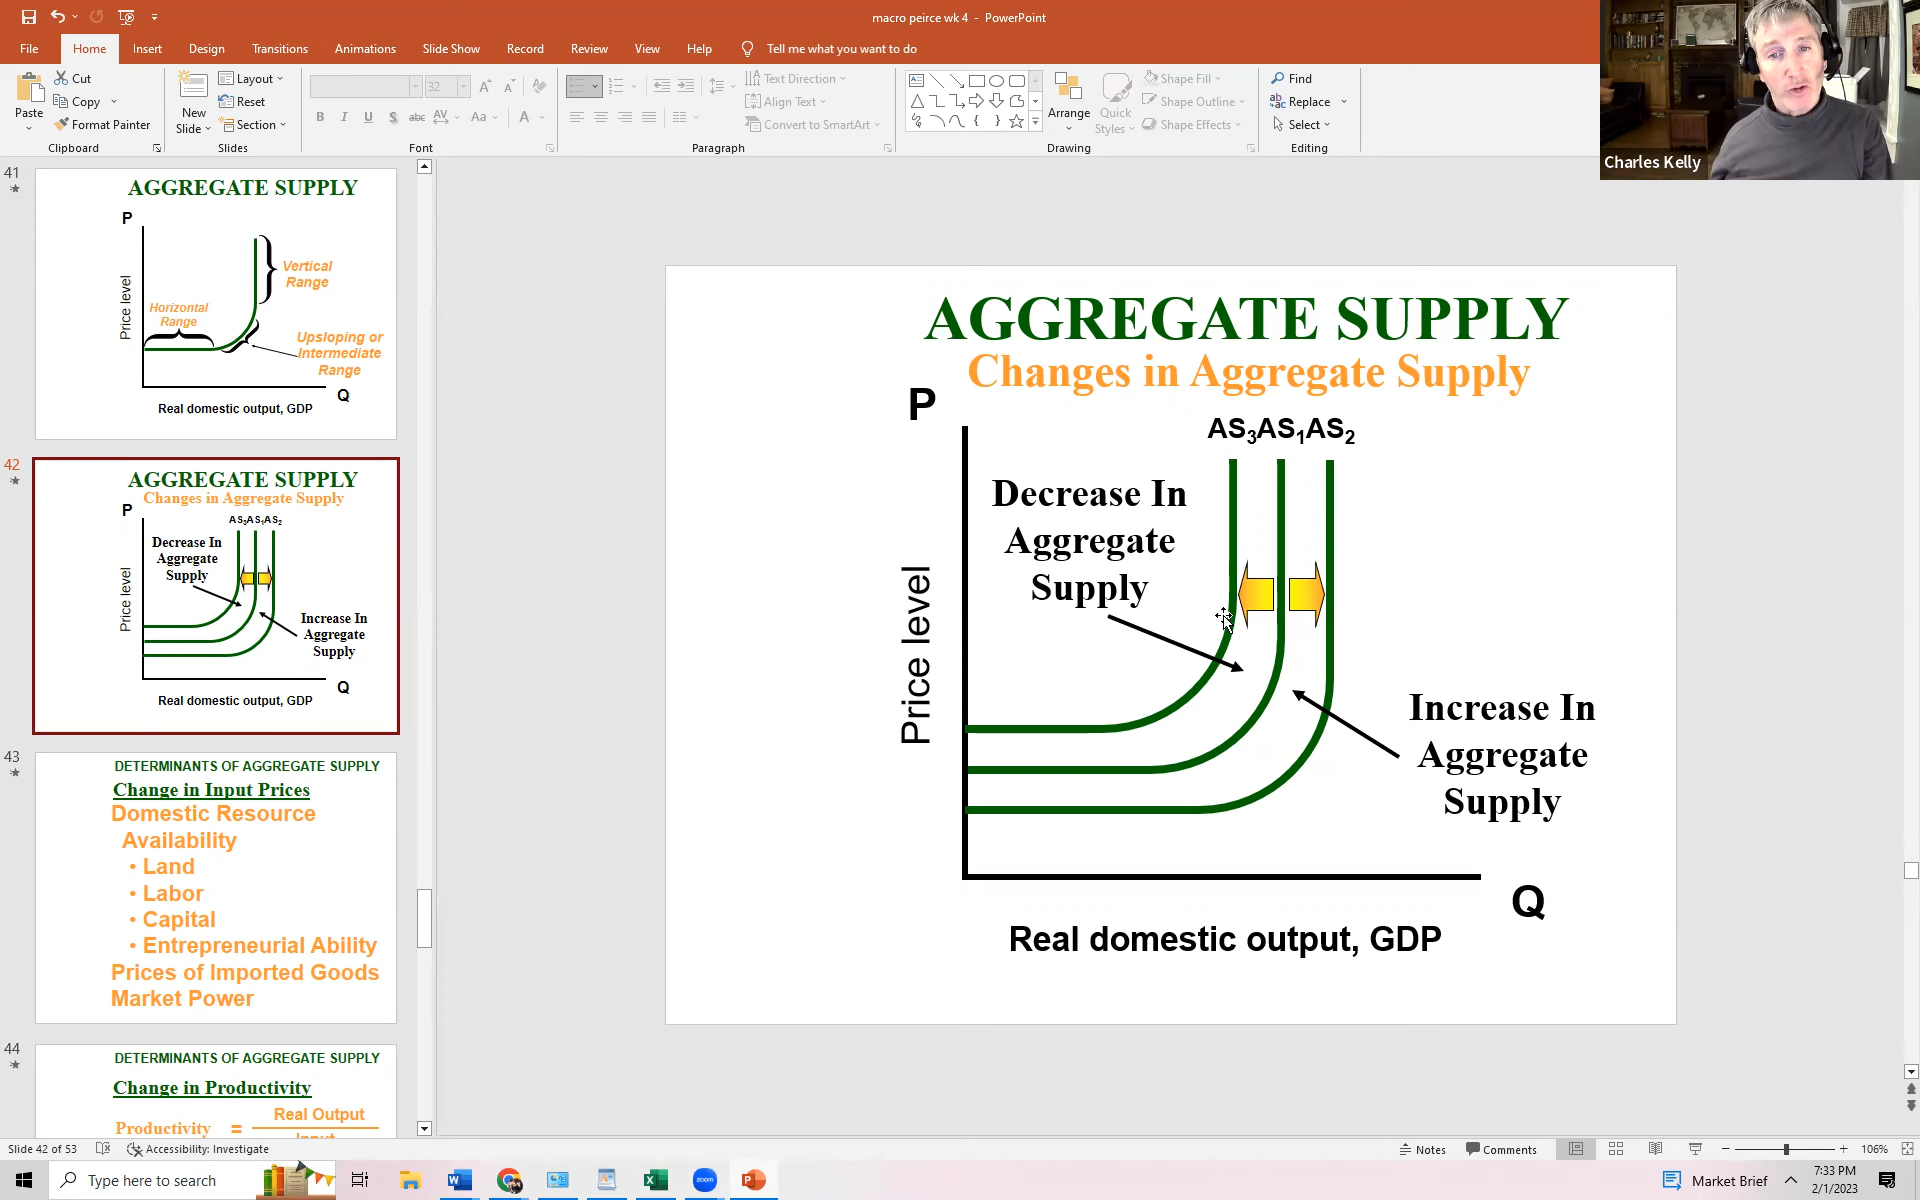 macro peirce wk 4 - PowerPoint
File
Home
Insert
Design
Transitions
Animations
Slide Show
Record
Review
View
Help
Tell me what you want to do
Paste
Cut
Copy
Format Painter
Clipboard
New
Slide
Layout
Reset
Section
Slides
32
B I U S abc AV Aa A
Font
Text Direction
Align Text
Convert to SmartArt
Paragraph
Arrange
Quick
Styles
Shape Fill
Shape Outline
Shape Effects
Drawing
Find
Replace
Select
Editing
Charles Kelly
41
AGGREGATE SUPPLY
P
Price level
Horizontal
Range
Vertical
Range
Upsloping or
Intermediate
Range
Q
Real domestic output, GDP
42
AGGREGATE SUPPLY
Changes in Aggregate Supply
P
AS3AS1AS2
Decrease In
Aggregate
Supply
Price level
Increase In
Aggregate
Supply
Q
Real domestic output, GDP
43
DETERMINANTS OF AGGREGATE SUPPLY
Change in Input Prices
Domestic Resource
Availability
• Land
• Labor
• Capital
• Entrepreneurial Ability
Prices of Imported Goods
Market Power
44
DETERMINANTS OF AGGREGATE SUPPLY
Change in Productivity
Productivity = Real Output
Input
AGGREGATE SUPPLY
Changes in Aggregate Supply
P
AS3AS1AS2
Decrease In
Aggregate
Supply
Price level
Increase In
Aggregate
Supply
Q
Real domestic output, GDP
Slide 42 of 53
Accessibility: Investigate
Notes
Comments
106%
Type here to search
zoom
Market Brief
7:33 PM
2/1/2023